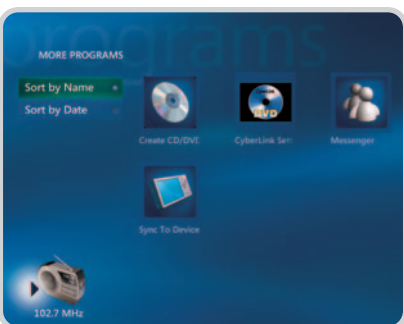 programs
MORE PROGRAMS
Sort by Name
Sort by Date
DVD
Create CD/DVD
CyberLink Ser
Messenger
Sync To Device
102.7 MHz